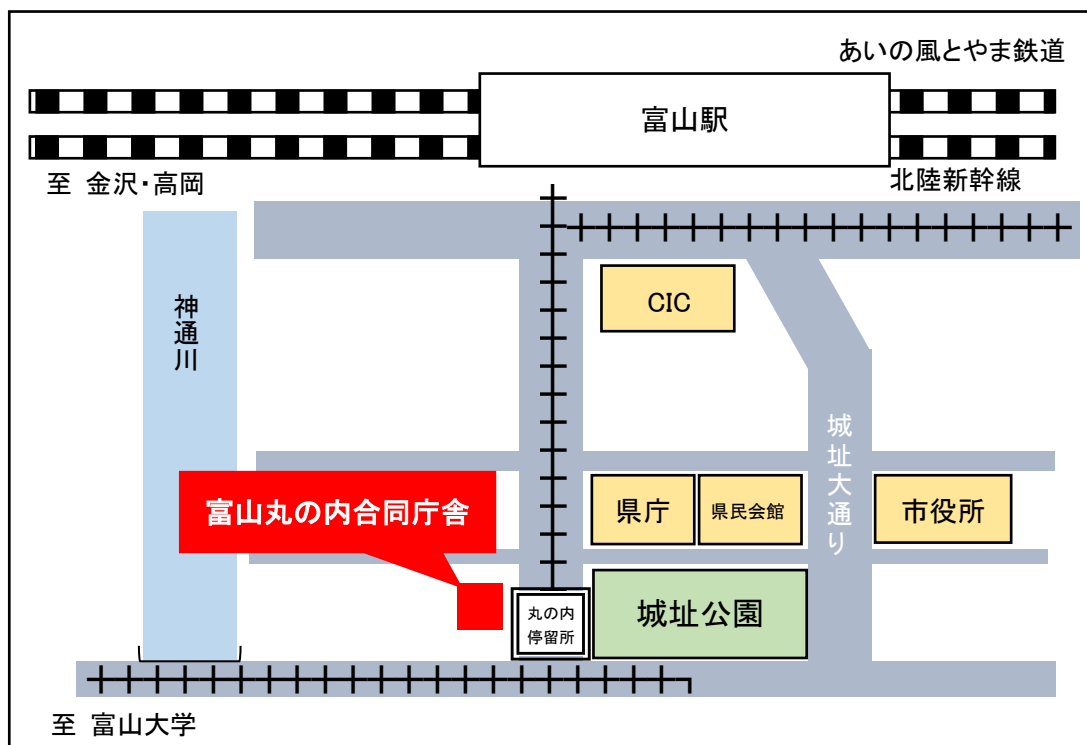 あいの風とやま鉄道
富山駅
至 金沢・高岡
北陸新幹線
CIC
神通川
城址大通り
富山丸の内合同庁舎
県庁
県民会館
市役所
丸の内
停留所
城址公園
至 富山大学